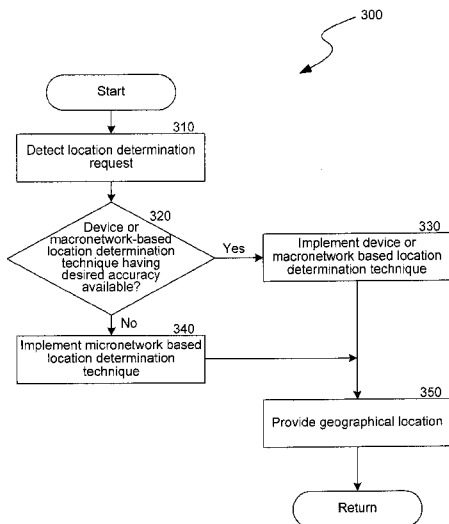 300
Start
310
Detect location determination
request
320
Device or
macronetwork-based
location determination
technique having
desired accuracy
available?
Yes
330
Implement device or
macronetwork based location
determination technique
No
340
Implement micronetwork based
location determination
technique
350
Provide geographical location
Return